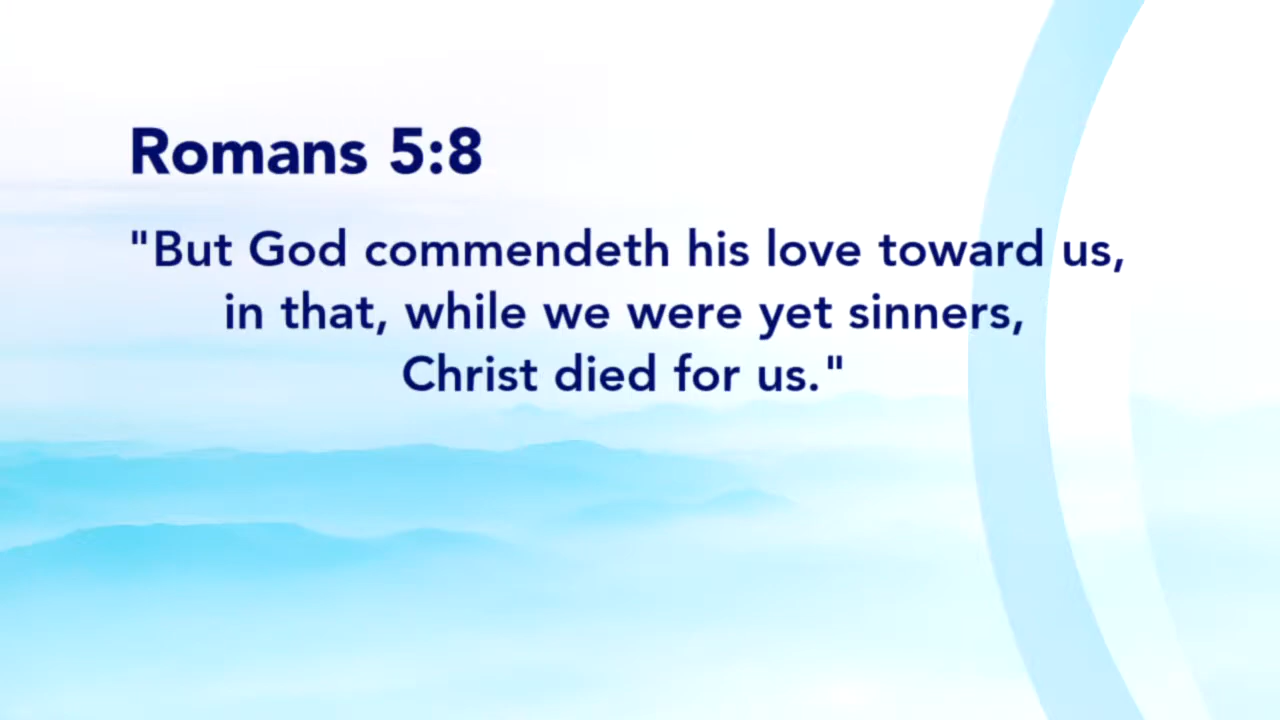 Romans 5:8
"But God commendeth his love toward us,
in that, while we were yet sinners,
Christ died for us."